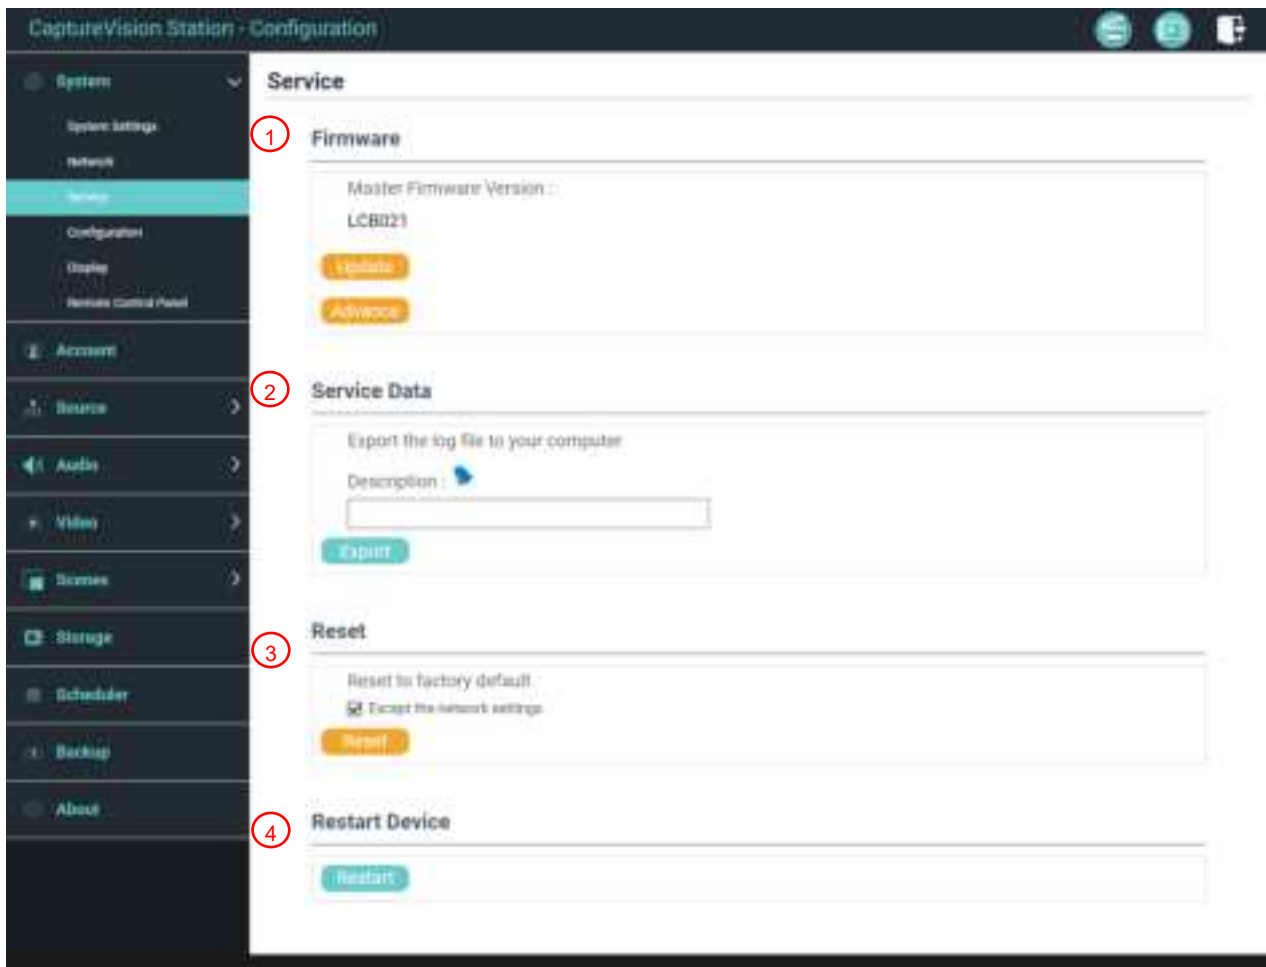 CaptureVision Station - Configuration
System
System Settings
Network
Service
Configuration
Display
Remote Control Panel
Account
Source
Audio
Video
Scenes
Storage
Scheduler
Backup
About
Service
1
Firmware
Master Firmware Version :
LCB021
Update
Advance
2
Service Data
Export the log file to your computer
Description :
Export
3
Reset
Reset to factory default
Except the network settings
Reset
4
Restart Device
Restart